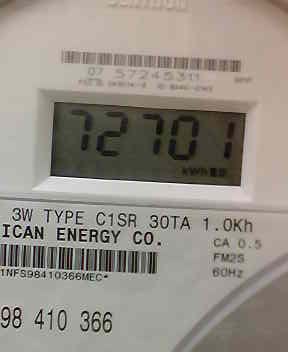 07 57245311
72701
kWh
3W TYPE C1SR 30TA 1.0Kh
ICAN ENERGY CO.
CA 0.5
FM2S
60Hz
1NFS98410366MEC*
98 410 366